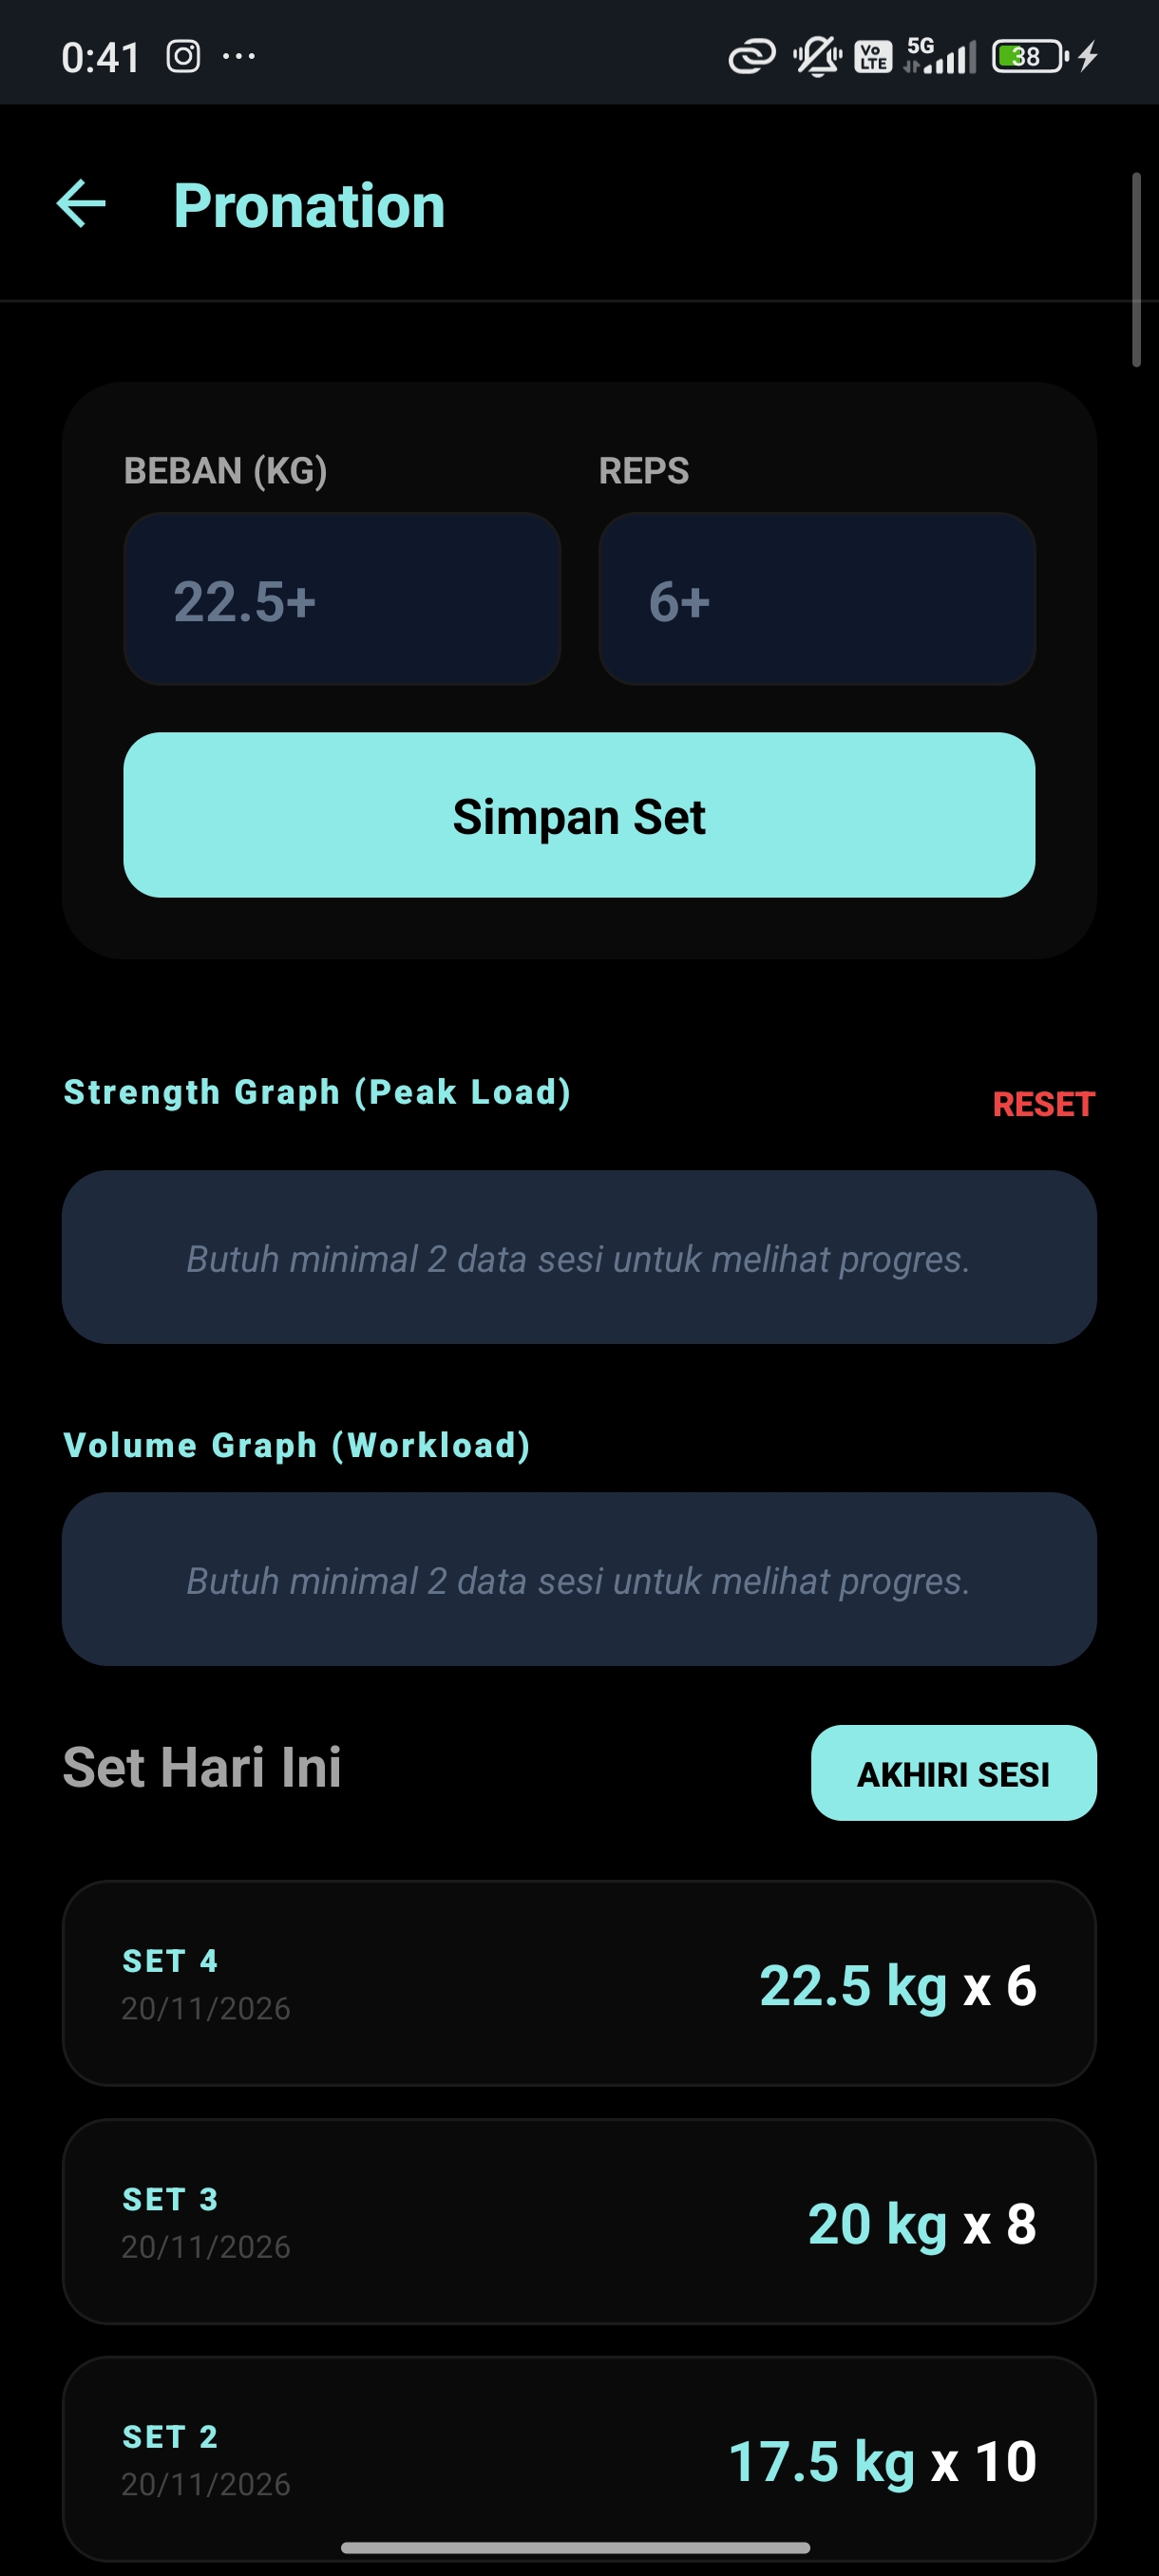 0:41 ...
Vo LTE 5G 38
Pronation
BEBAN (KG) REPS
22.5+ 6+
Simpan Set
Strength Graph (Peak Load)
RESET
Butuh minimal 2 data sesi untuk melihat progres.
Volume Graph (Workload)
Butuh minimal 2 data sesi untuk melihat progres.
Set Hari Ini
AKHIRI SESI
SET 4
20/11/2026
22.5 kg x 6
SET 3
20/11/2026
20 kg x 8
SET 2
20/11/2026
17.5 kg x 10